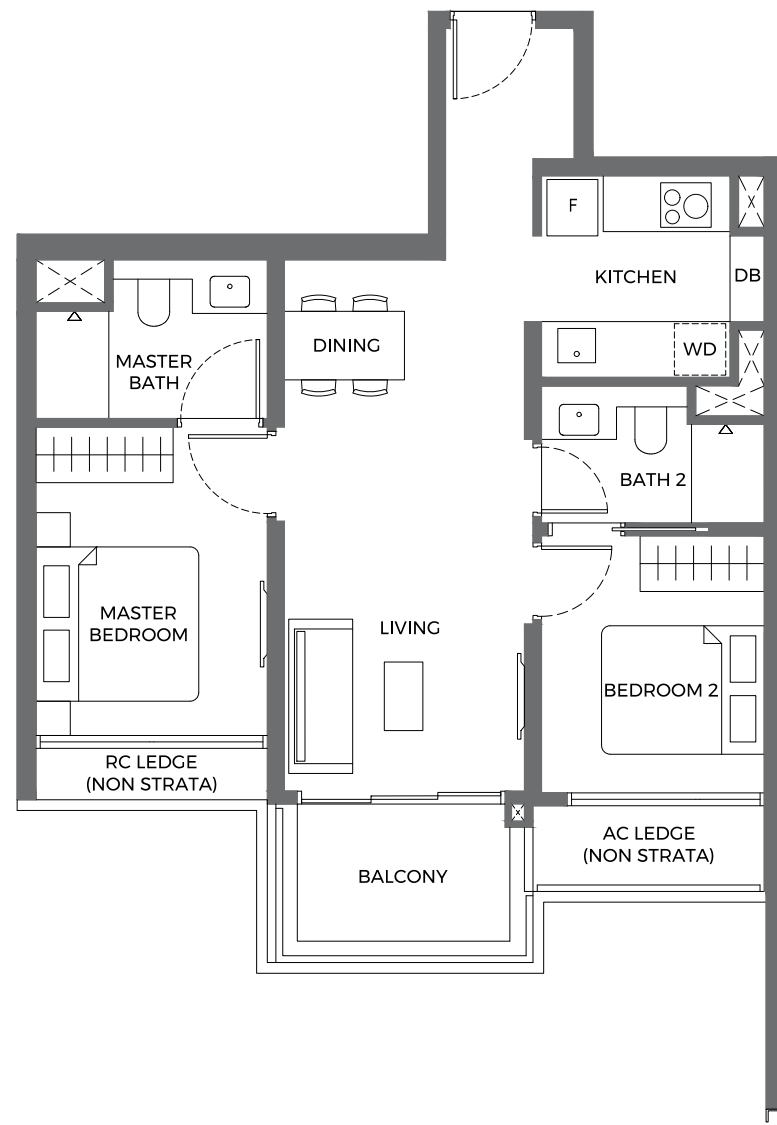 F
KITCHEN
DB
DINING
WD
MASTER
BATH
BATH 2
MASTER
BEDROOM
LIVING
BEDROOM 2
RC LEDGE
(NON STRATA)
AC LEDGE
(NON STRATA)
BALCONY